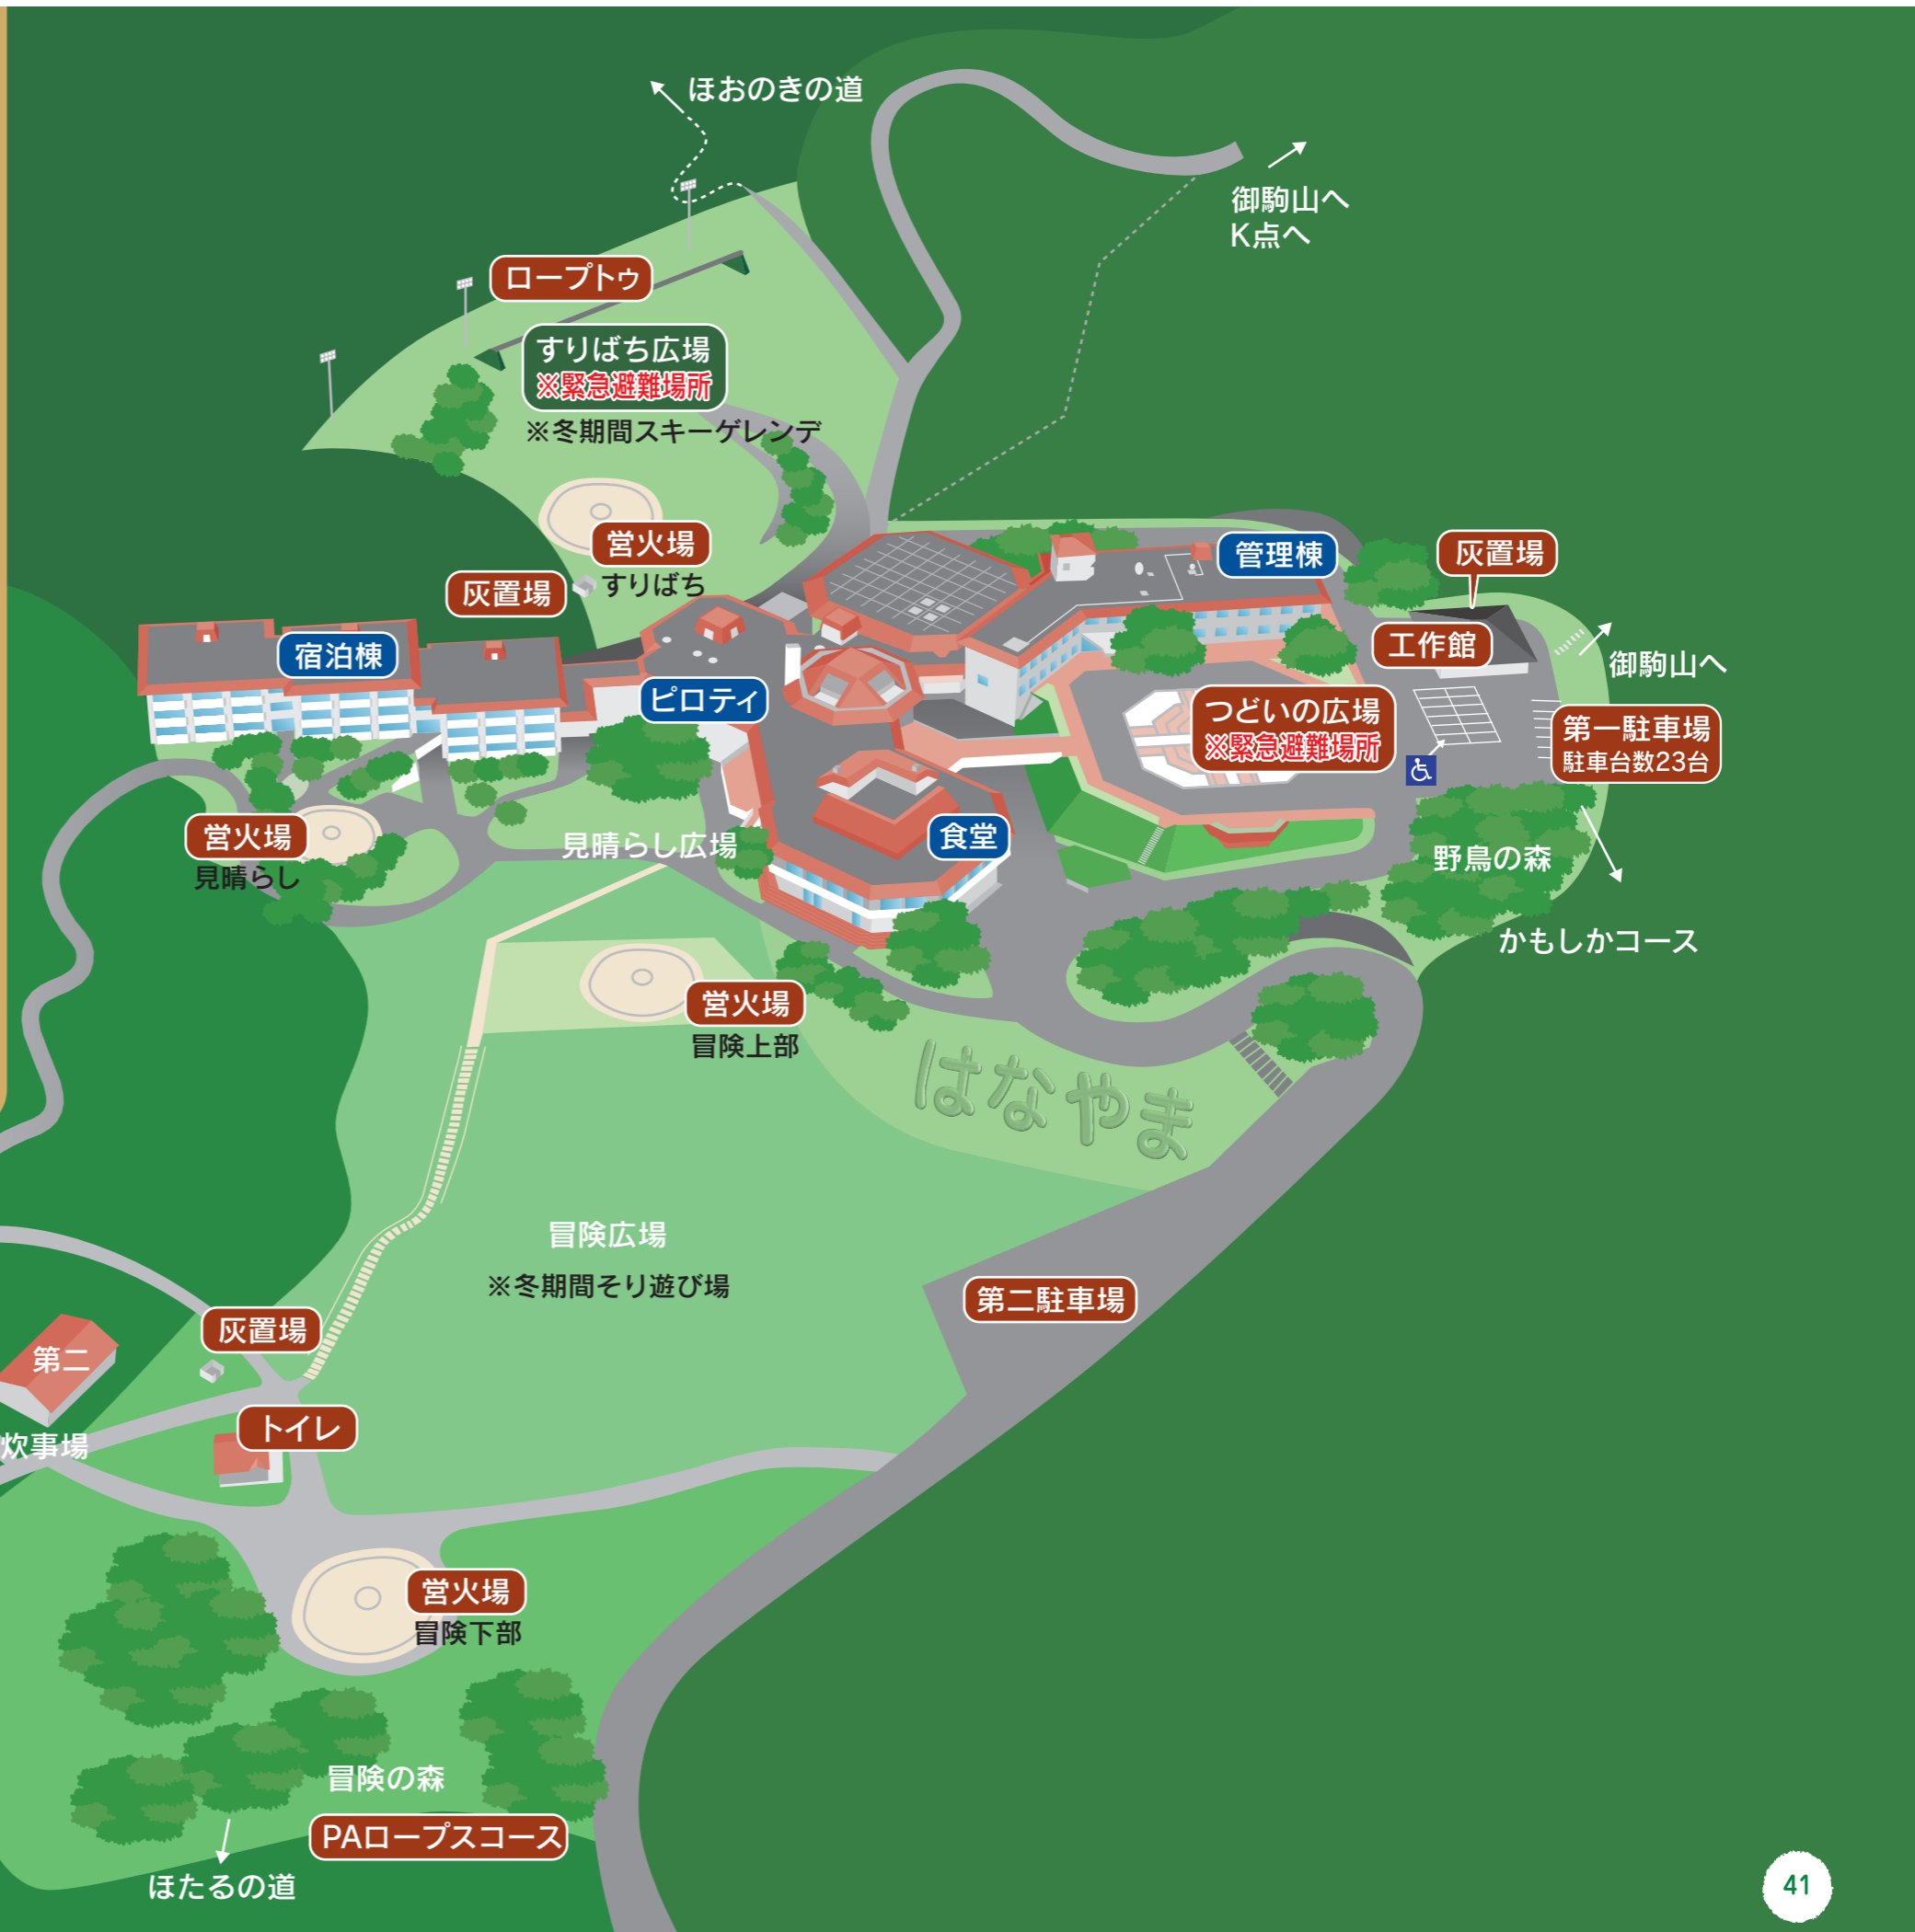 ほおのきの道
御駒山へ
K点へ
ロープトゥ
すりばち広場
※緊急避難場所
※冬期間スキーゲレンデ
営火場
すりばち
灰置場
管理棟
灰置場
宿泊棟
工作館
御駒山へ
ピロティ
つどいの広場
※緊急避難場所
第一駐車場
駐車台数23台
営火場
見晴らし
見晴らし広場
食堂
野鳥の森
かもしかコース
営火場
冒険上部
はなやま
冒険広場
※冬期間そり遊び場
第二駐車場
灰置場
第二
炊事場
トイレ
営火場
冒険下部
冒険の森
PAロープスコース
ほたるの道
41